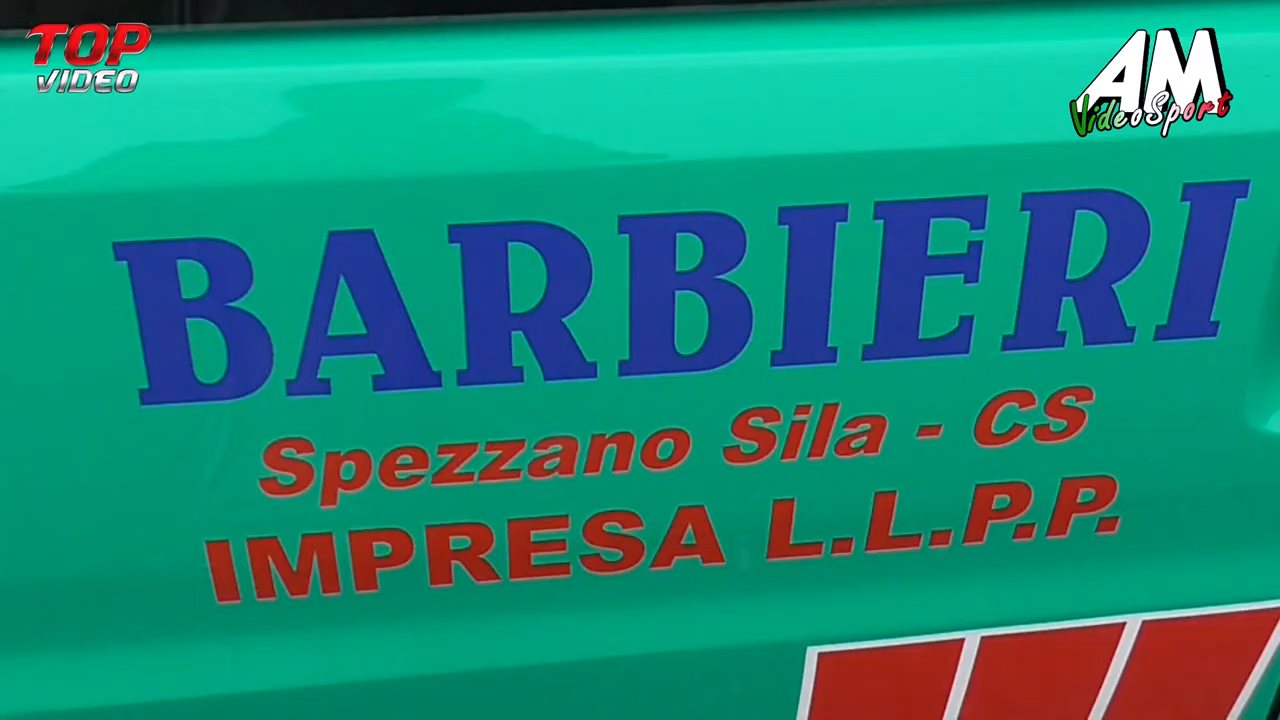 TOP
VIDEO
AM
VideoSport
BARBIERI
Spezzano Sila - CS
IMPRESA L.L.P.P.